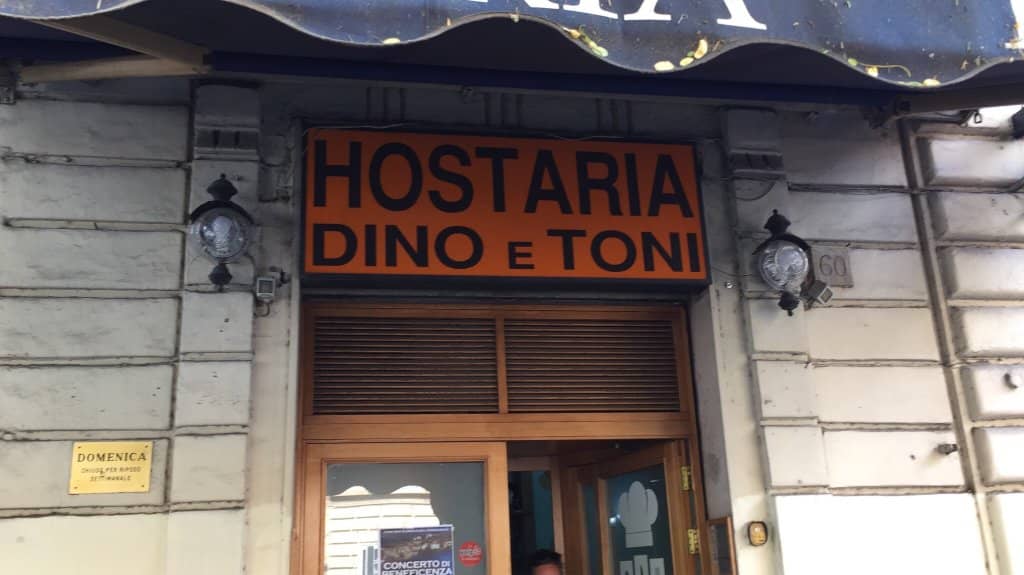 HOSTARIA
DINO E TONI
60
DOMENICA
CHIUSO PER RIPOSO
SETTIMANALE
CONCERTO DI
BENEFICENZA